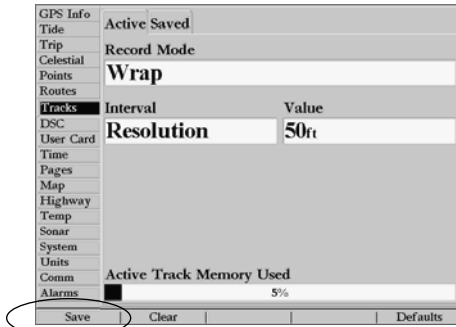 GPS Info
Tide
Trip
Celestial
Points
Routes
Tracks
DSC
User Card
Time
Pages
Map
Highway
Temp
Sonar
System
Units
Comm
Alarms
Active Saved
Record Mode
Wrap
Interval Value
Resolution 50ft
Active Track Memory Used
5%
Save Clear Defaults